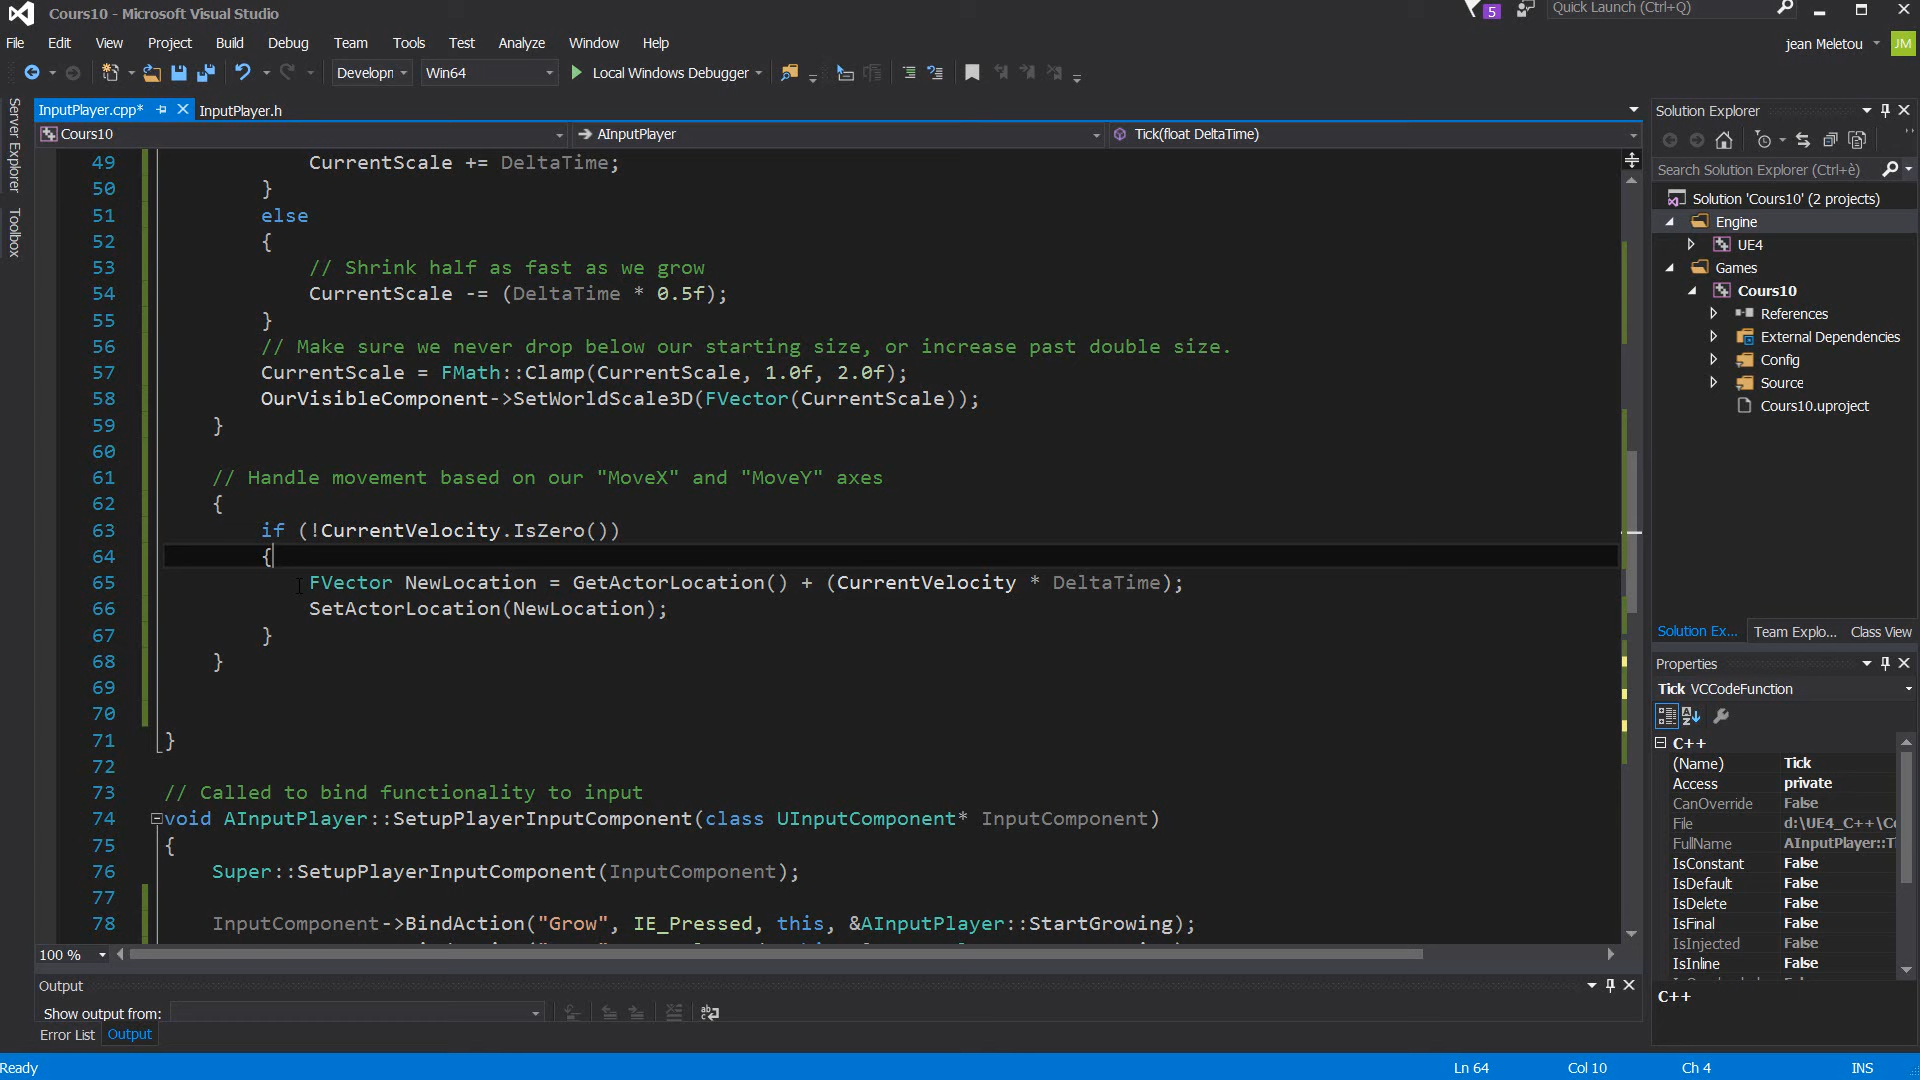 Cours10 - Microsoft Visual Studio
5
Quick Launch (Ctrl+Q)
File Edit View Project Build Debug Team Tools Test Analyze Window Help
jean Meletou JM
Developn Win64 Local Windows Debugger
Server Explorer
Toolbox
InputPlayer.cpp* InputPlayer.h
Cours10 AInputPlayer Tick(float DeltaTime)
49 CurrentScale += DeltaTime;
50 }
51 else
52 {
53 // Shrink half as fast as we grow
54 CurrentScale -= (DeltaTime * 0.5f);
55 }
56 // Make sure we never drop below our starting size, or increase past double size.
57 CurrentScale = FMath::Clamp(CurrentScale, 1.0f, 2.0f);
58 OurVisibleComponent->SetWorldScale3D(FVector(CurrentScale));
59 }
60
61 // Handle movement based on our "MoveX" and "MoveY" axes
62 {
63 if (!CurrentVelocity.IsZero())
64 {
65 FVector NewLocation = GetActorLocation() + (CurrentVelocity * DeltaTime);
66 SetActorLocation(NewLocation);
67 }
68 }
69
70
71 }
72
73 // Called to bind functionality to input
74 void AInputPlayer::SetupPlayerInputComponent(class UInputComponent* InputComponent)
75 {
76 Super::SetupPlayerInputComponent(InputComponent);
77
78 InputComponent->BindAction("Grow", IE_Pressed, this, &AInputPlayer::StartGrowing);
100 %
Output
Show output from:
Error List Output
Ready Ln 64 Col 10 Ch 4 INS
Solution Explorer
Search Solution Explorer (Ctrl+è)
Solution 'Cours10' (2 projects)
Engine
UE4
Games
Cours10
References
External Dependencies
Config
Source
Cours10.uproject
Solution Ex... Team Explo... Class View
Properties
Tick VCCodeFunction
C++
(Name) Tick
Access private
CanOverride False
File d:\UE4_C++\Co
FullName AInputPlayer::Ti
IsConstant False
IsDefault False
IsDelete False
IsFinal False
IsInjected False
IsInline False
C++